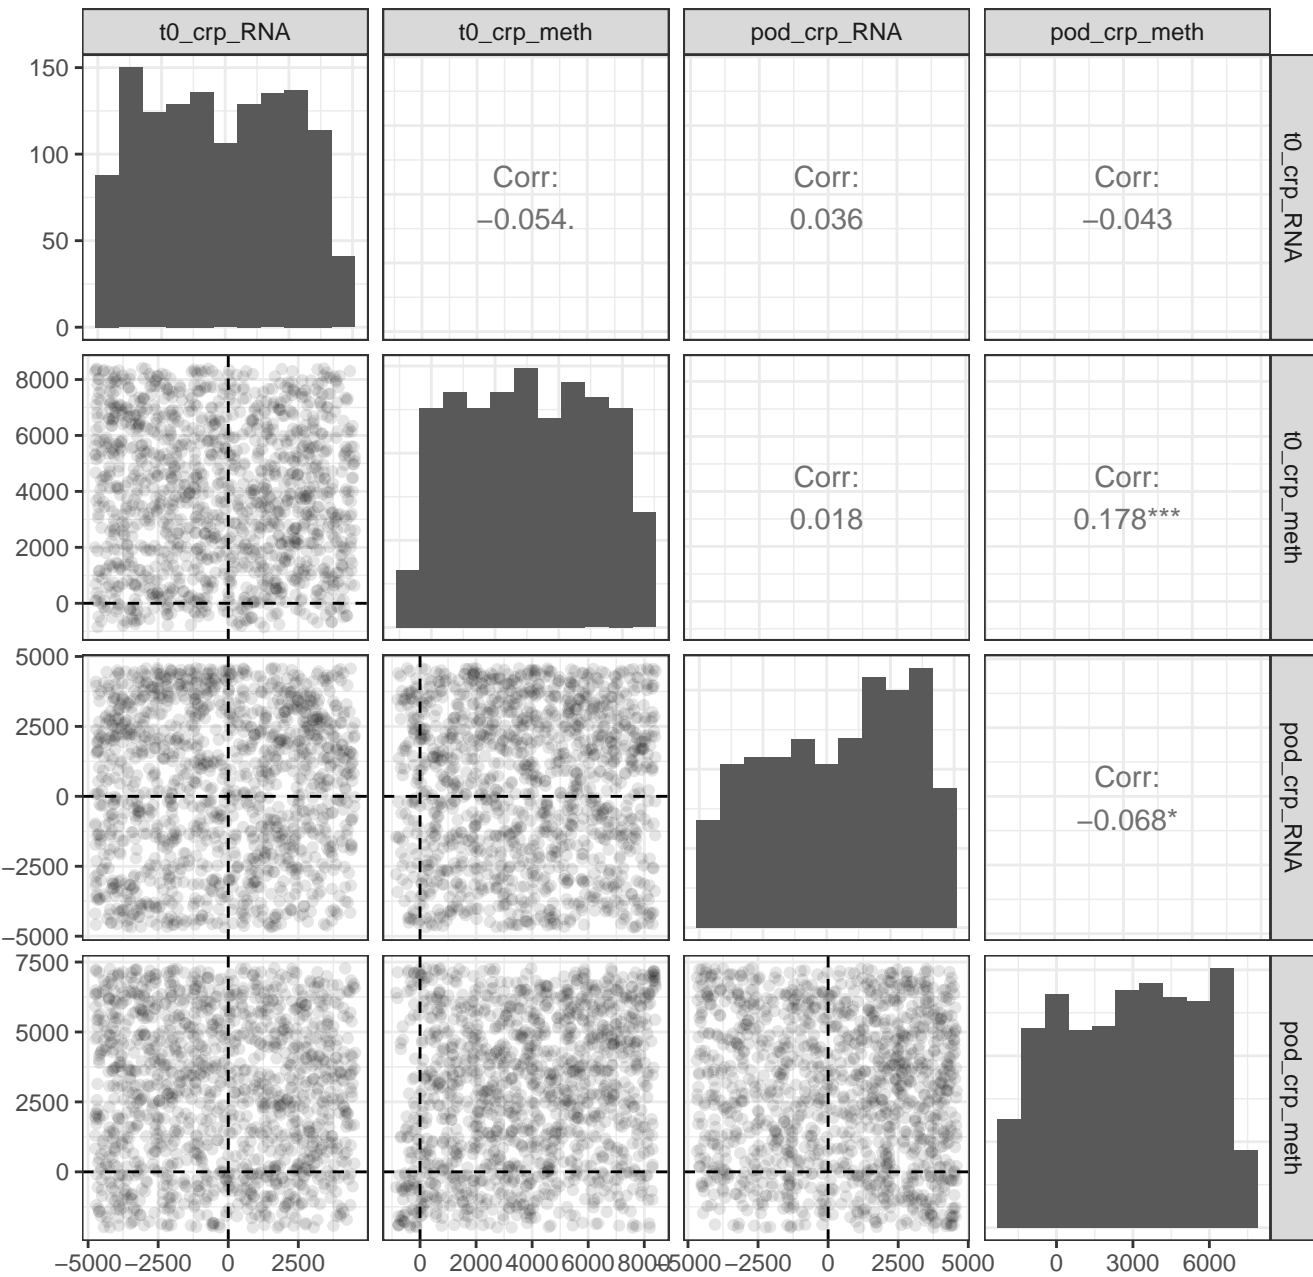 t0_crp_RNA
t0_crp_meth
pod_crp_RNA
pod_crp_meth
150
100
50
0
Corr:
−0.054.
Corr:
0.036
Corr:
−0.043
t0_crp_RNA
8000
6000
4000
2000
0
Corr:
0.018
Corr:
0.178***
t0_crp_meth
5000
2500
0
−2500
−5000
Corr:
−0.068*
pod_crp_RNA
7500
5000
2500
0
pod_crp_meth
−5000 −2500 0 2500
0 2000 4000 6000 8000
−5000 −2500 0 2500 5000
0 3000 6000